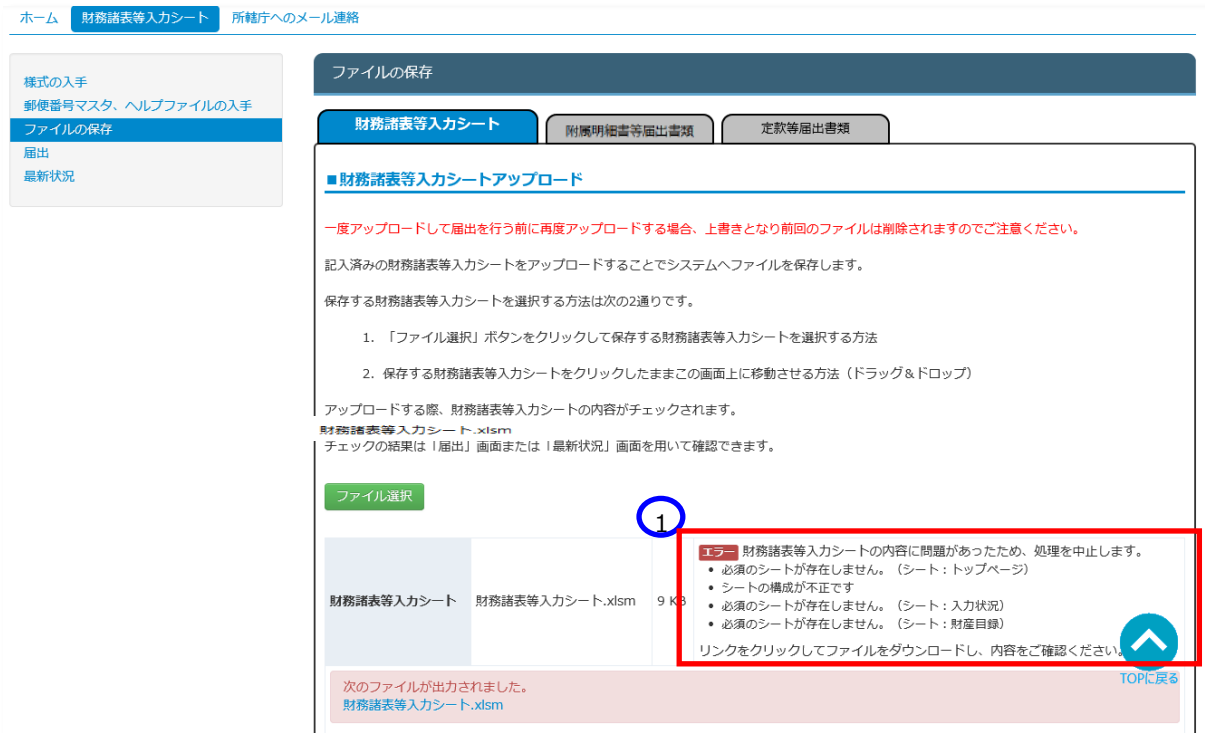 ホーム 財務諸表等入力シート 所轄庁へのメール連絡
様式の入手
郵便番号マスタ、ヘルプファイルの入手
ファイルの保存
届出
最新状況
ファイルの保存
財務諸表等入力シート 附属明細書等届出書類 定款等届出書類
■財務諸表等入力シートアップロード
一度アップロードして届出を行う前に再度アップロードする場合、上書きとなり前回のファイルは削除されますのでご注意ください。
記入済みの財務諸表等入力シートをアップロードすることでシステムへファイルを保存します。
保存する財務諸表等入力シートを選択する方法は次の2通りです。
1. 「ファイル選択」ボタンをクリックして保存する財務諸表等入力シートを選択する方法
2. 保存する財務諸表等入力シートをクリックしたままこの画面上に移動させる方法（ドラッグ＆ドロップ）
アップロードする際、財務諸表等入力シートの内容がチェックされます。
財務諸表等入力シート.xlsm
チェックの結果は「届出」画面または「最新状況」画面を用いて確認できます。
ファイル選択
1
財務諸表等入力シート 財務諸表等入力シート.xlsm 9 KB
エラー 財務諸表等入力シートの内容に問題があったため、処理を中止します。
• 必須のシートが存在しません。（シート：トップページ）
• シートの構成が不正です
• 必須のシートが存在しません。（シート：入力状況）
• 必須のシートが存在しません。（シート：財産目録）
リンクをクリックしてファイルをダウンロードし、内容をご確認ください。
TOPに戻る
次のファイルが出力されました。
財務諸表等入力シート.xlsm